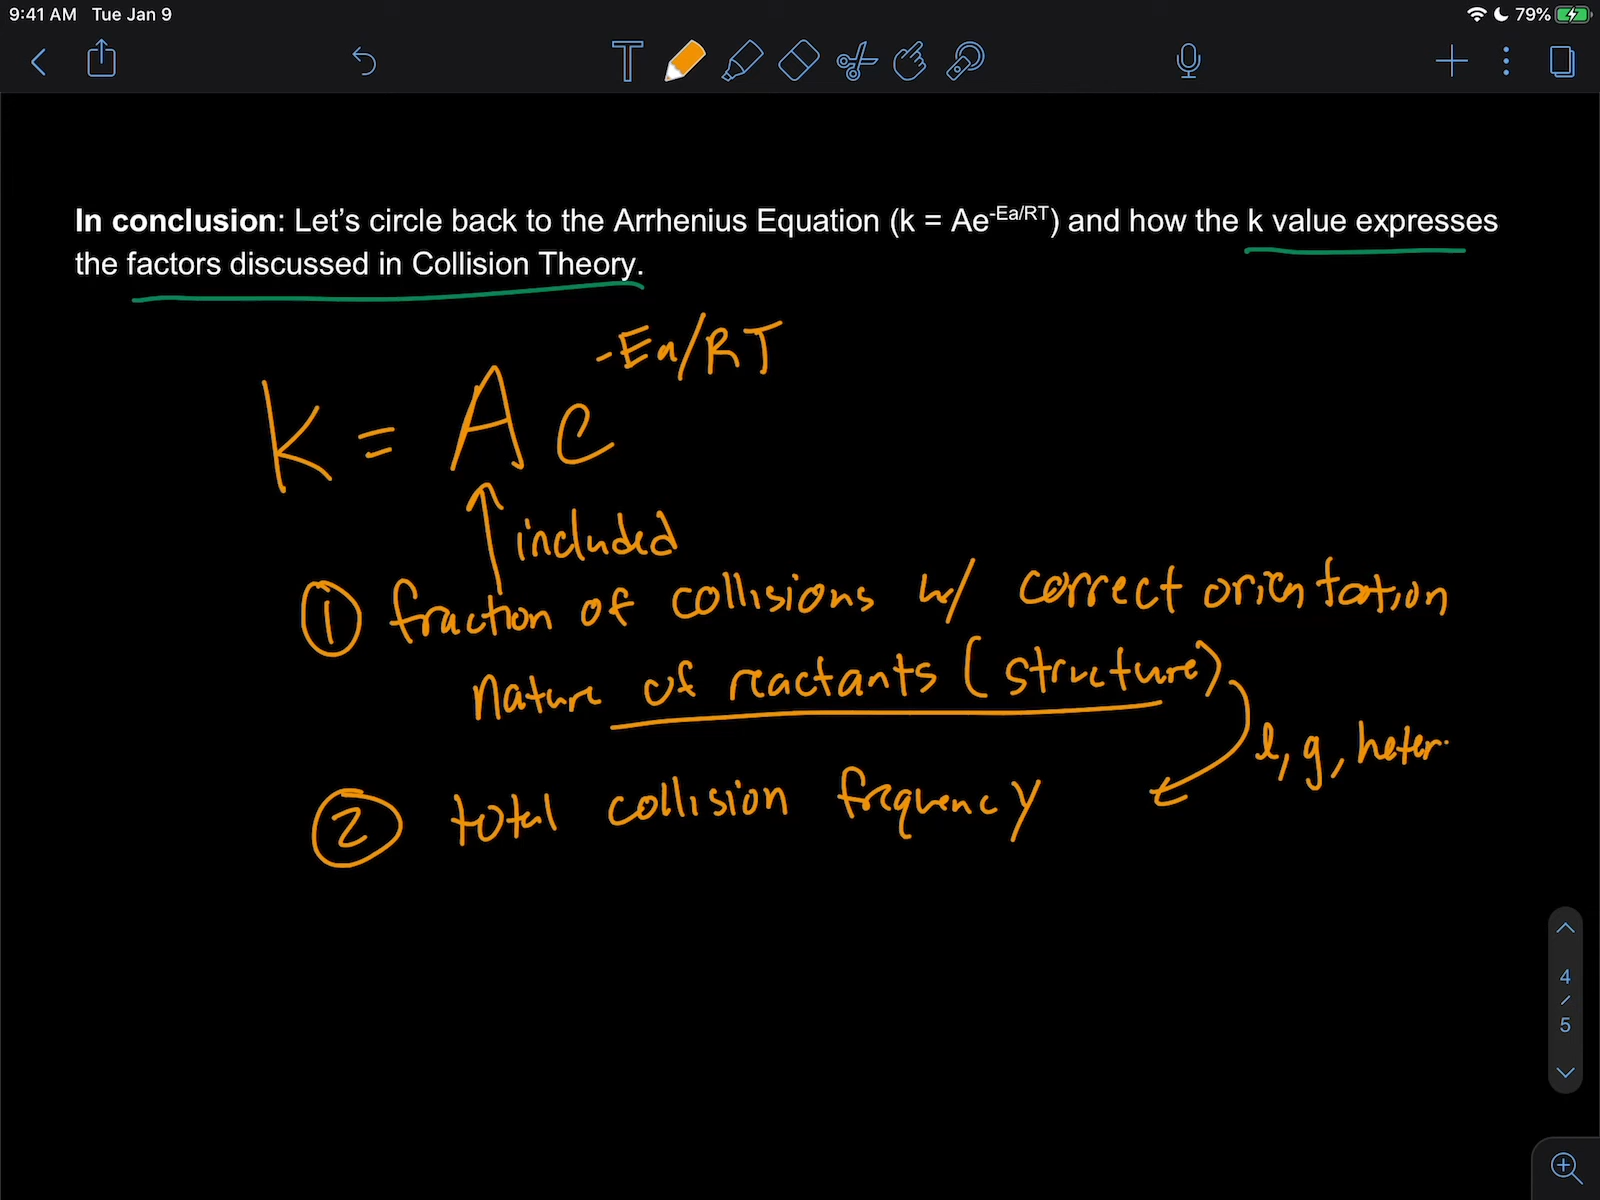 9:41 AM Tue Jan 9
79%
In conclusion: Let’s circle back to the Arrhenius Equation (k = Ae-Ea/RT) and how the k value expresses
the factors discussed in Collision Theory.
k = A e -Ea/RT
included
1 fraction of collisions w/ correct orientation
nature of reactants (structure)
l, g, heter.
2 total collision frequency
4
/
5